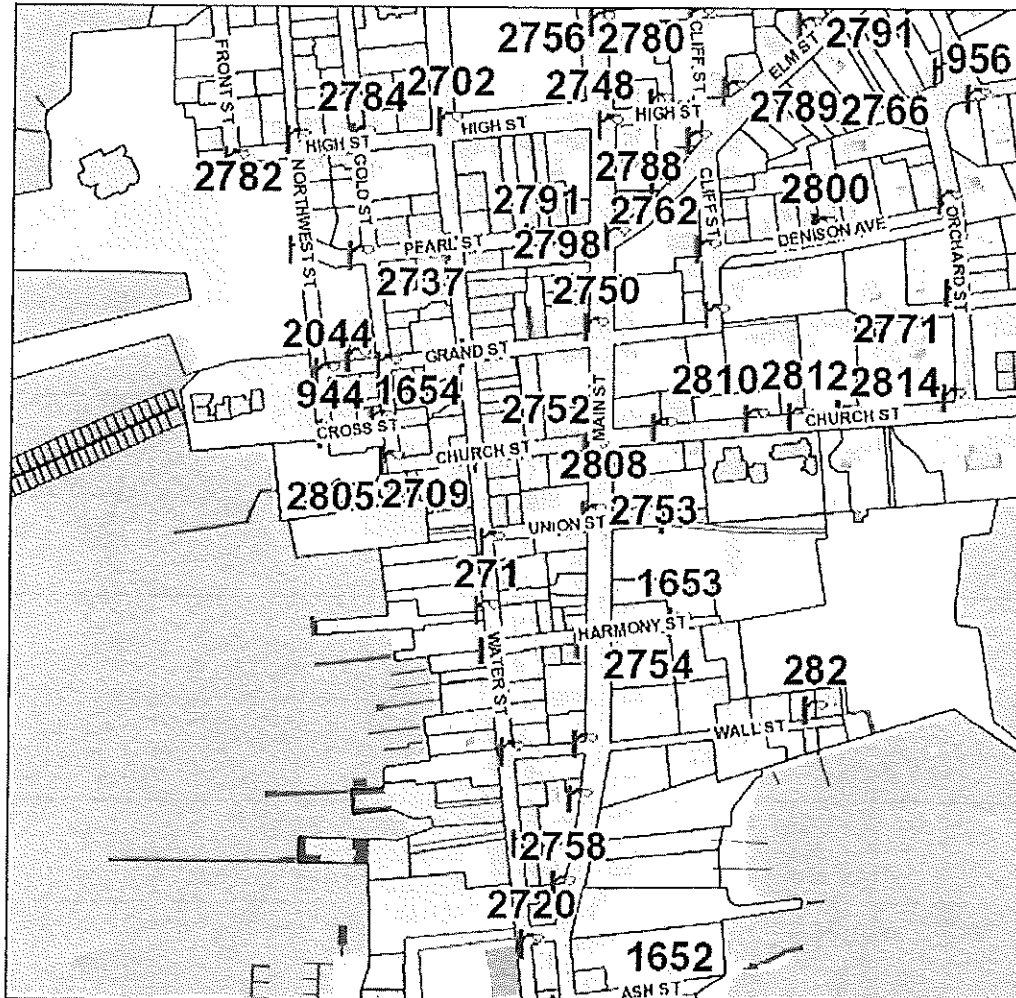 2756 2780 CLIFF ST 2791
FRONT ST ELM ST 956
2702 2748
2784 HIGH ST HIGH ST 2789 2766
HIGH ST
2782 NORTHWEST ST GOLD ST 2788
2791 2762 CLIFF ST 2800
PEARL ST 2798 DENISON AVE ORCHARD ST
2737 2750
2044 GRAND ST 2771
944 1654 MAIN ST 2810 2812 2814
2752 CHURCH ST
CROSS ST CHURCH ST 2808
2805 2709
UNION ST 2753
271 1653
HARMONY ST
WATER ST 2754 282
WALL ST
2758
2720
1652
ASH ST